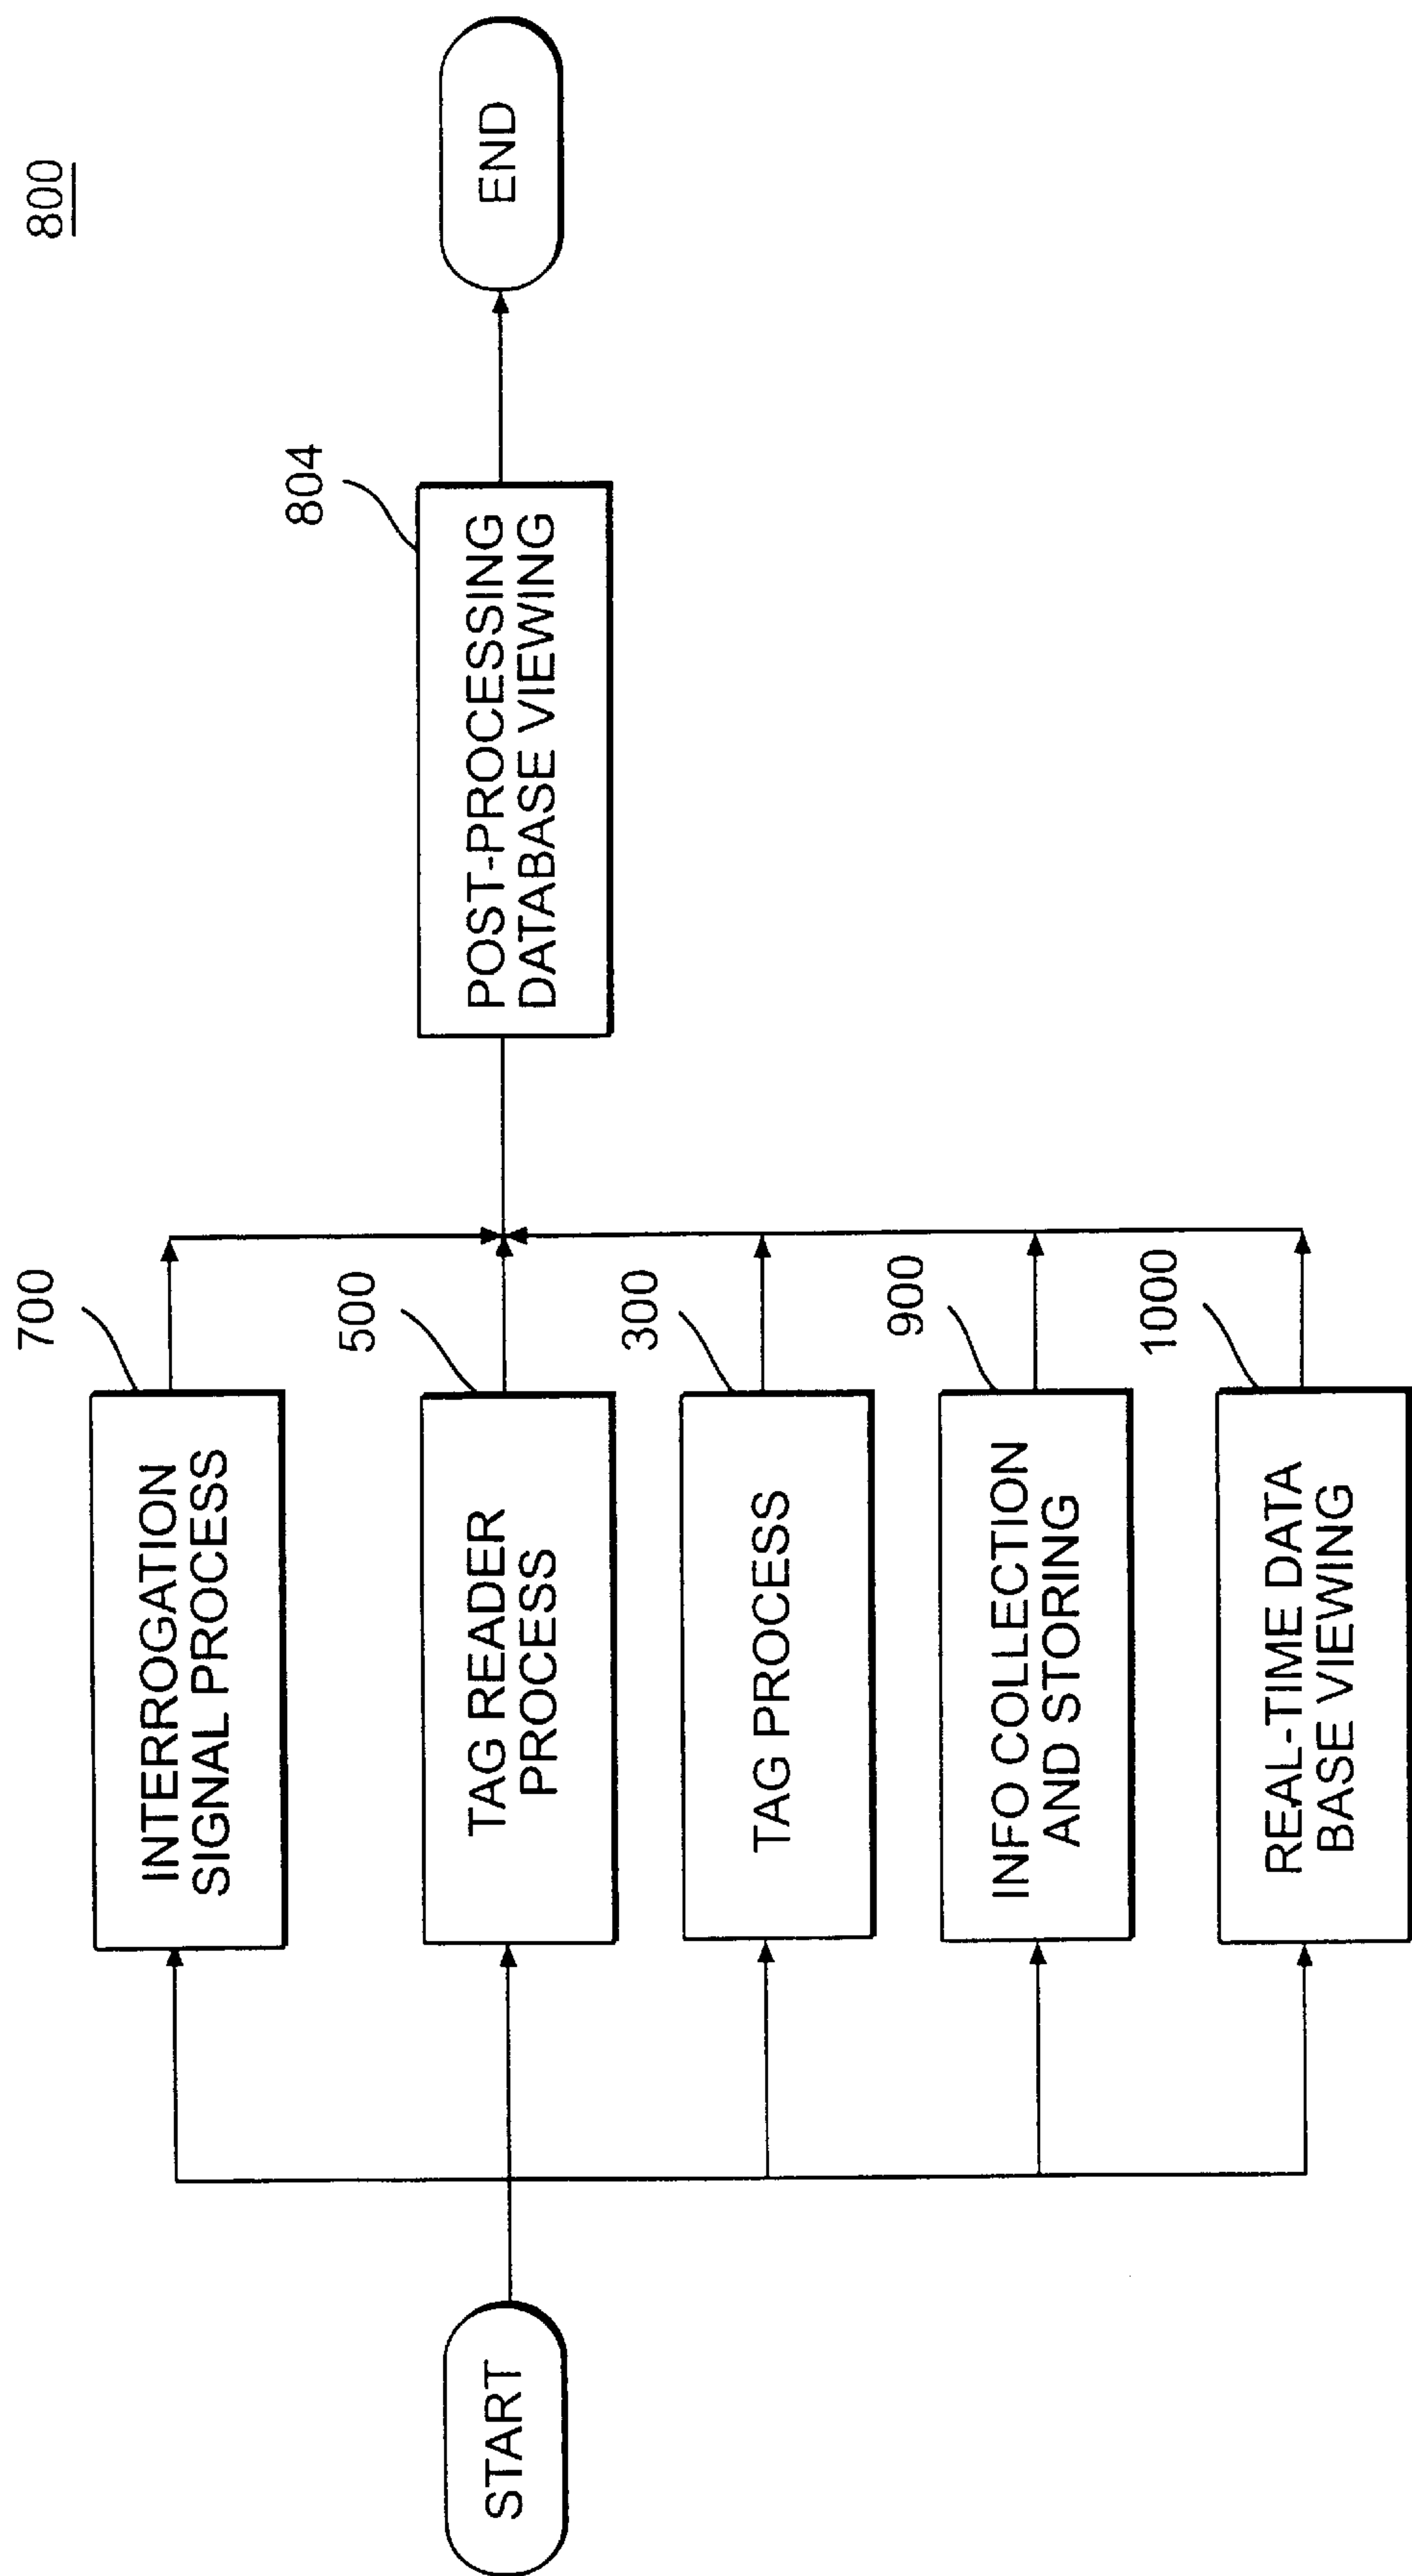 800
START
700
INTERROGATION
SIGNAL PROCESS
500
TAG READER
PROCESS
300
TAG PROCESS
900
INFO COLLECTION
AND STORING
1000
REAL-TIME DATA
BASE VIEWING
804
POST-PROCESSING
DATABASE VIEWING
END